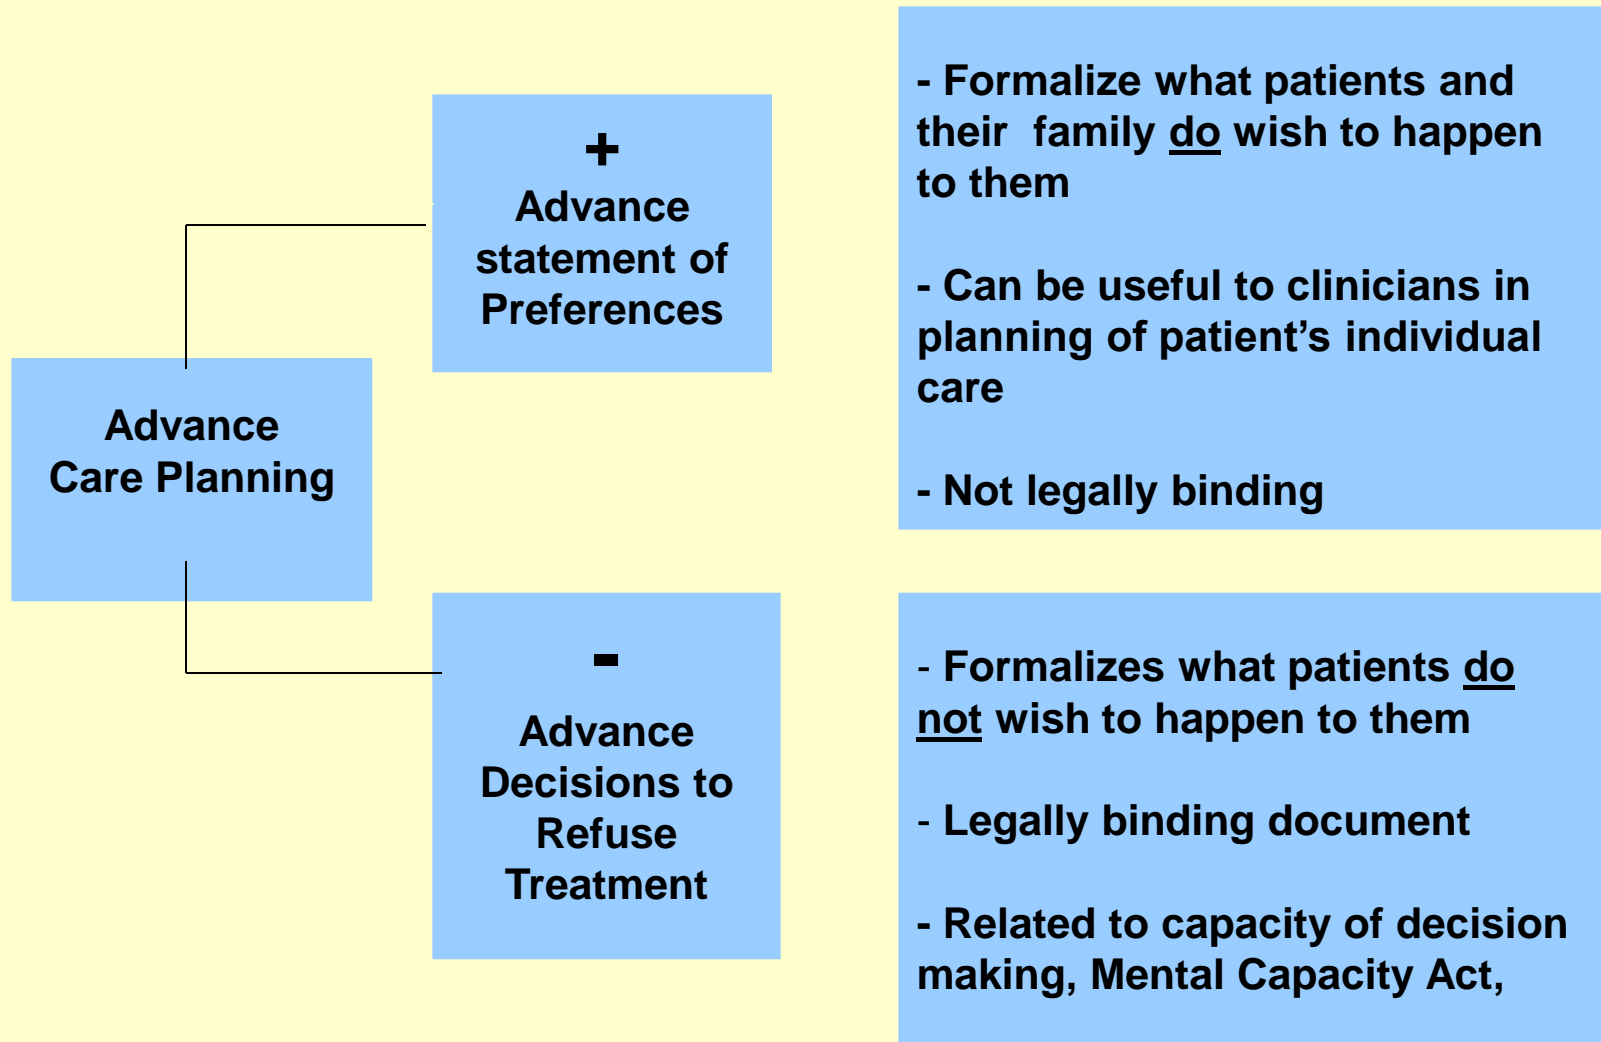 +
Advance
statement of
Preferences
- Formalize what patients and
their family do wish to happen
to them
- Can be useful to clinicians in
planning of patient’s individual
care
- Not legally binding
Advance
Care Planning
-
Advance
Decisions to
Refuse
Treatment
- Formalizes what patients do
not wish to happen to them
- Legally binding document
- Related to capacity of decision
making, Mental Capacity Act,